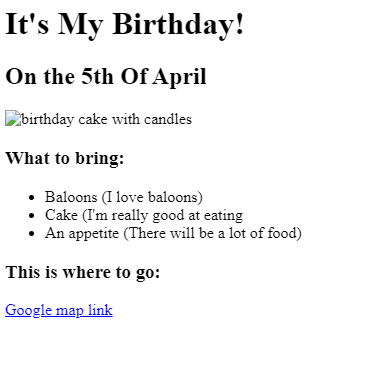 It's My Birthday!
On the 5th Of April
birthday cake with candles
What to bring:
Baloons (I love baloons)
Cake (I'm really good at eating
An appetite (There will be a lot of food)
This is where to go:
Google map link